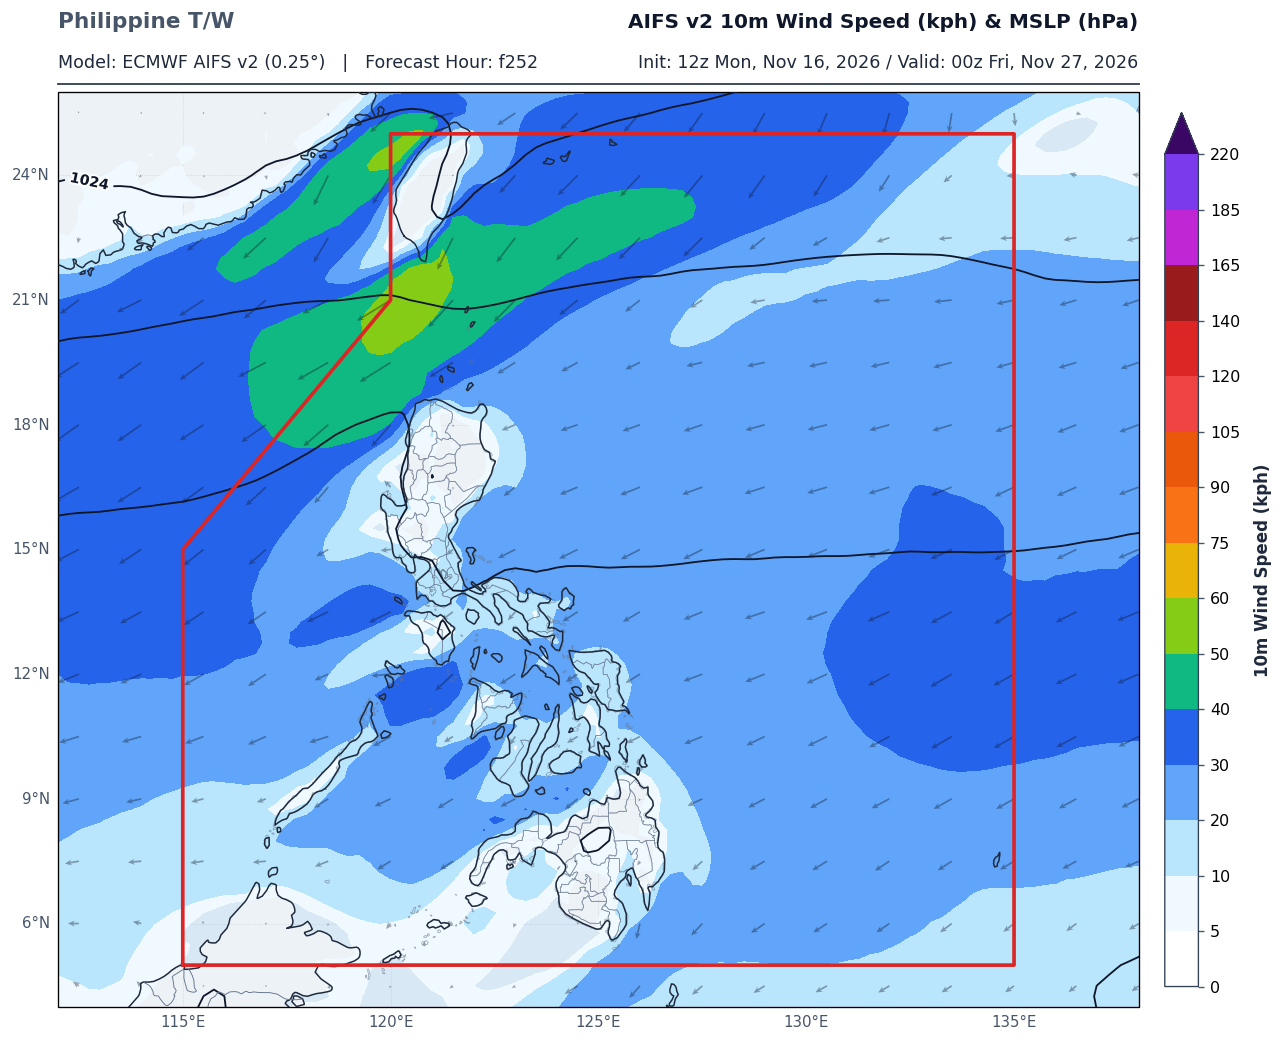 Philippine T/W
AIFS v2 10m Wind Speed (kph) & MSLP (hPa)
Model: ECMWF AIFS v2 (0.25°) | Forecast Hour: f252
Init: 12z Mon, Nov 16, 2026 / Valid: 00z Fri, Nov 27, 2026
1024
24°N
21°N
18°N
15°N
12°N
9°N
6°N
115°E
120°E
125°E
130°E
135°E
220
185
165
140
120
105
90
75
60
50
40
30
20
10
5
0
10m Wind Speed (kph)